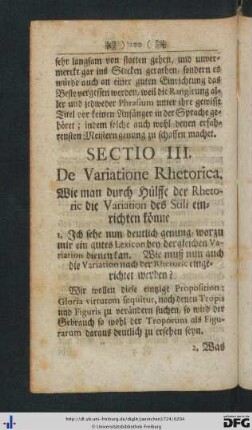 sehr langsam von statten gehen, und unver-
merckt gar ins Stecken gerathen; sondern es
würde auch an einer guten Einrichtung das
Beste vergessen werden, weil die Rangirung al-
ler und jedweder Phrasium unter ihre gewisse
Titel vor keinen Anfänger in der Sprache ge-
höret; indem solche auch wohl denen erfah-
rensten Meistern genung zu schaffen machet.
SECTIO III.
De Variatione Rhetorica,
Wie man durch Hülffe der Rheto-
ric die Variation des Stili ein-
richten könne
1. Ich sehe nun deutlich genung, worzu
mir ein gutes Lexicon bey der gleichen Va-
riation dienen kan. Wie muß nun auch
die Variation nach der Rhetoric einge-
richtet werden?
Wir wollen diese eintzige Proposition:
Gloria virtutem sequitur, nach denen Tropis
und Figuris zu verändern suchen, so wird der
Gebrauch so wohl der Troporum als Figu-
rarum daraus deutlich zu ersehen seyn.
2. Was
© Universitätsbibliothek Freiburg
DFG